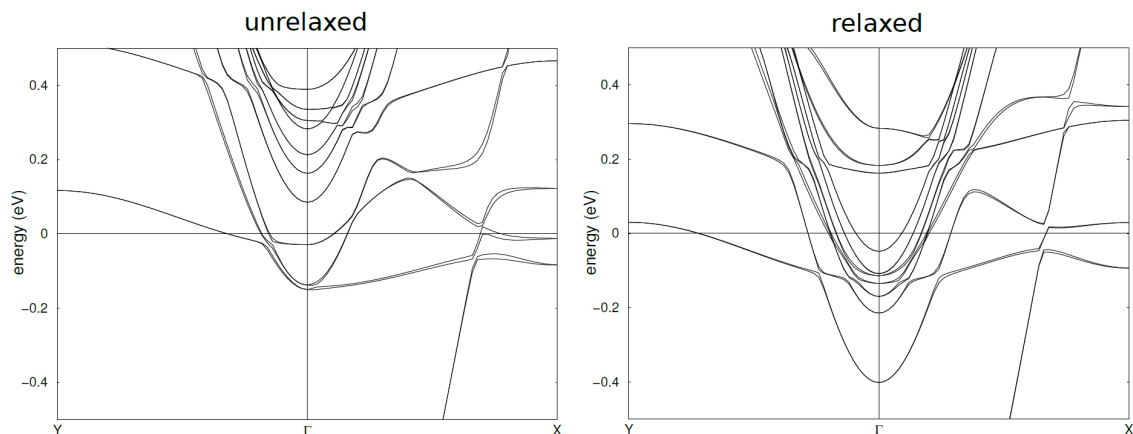 unrelaxed
energy (eV)
0.4
0.2
0
−0.2
−0.4
Y
Γ
X
relaxed
energy (eV)
0.4
0.2
0
−0.2
−0.4
Y
Γ
X